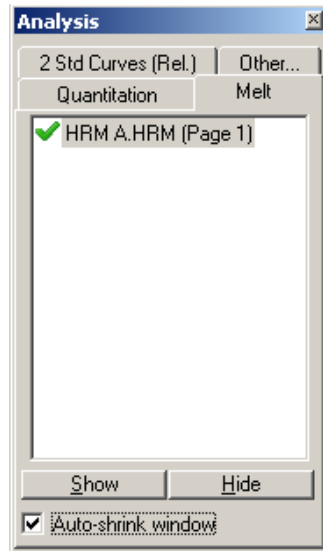 Analysis
2 Std Curves (Rel.) Other...
Quantitation Melt
HRM A.HRM (Page 1)
Show Hide
Auto-shrink window